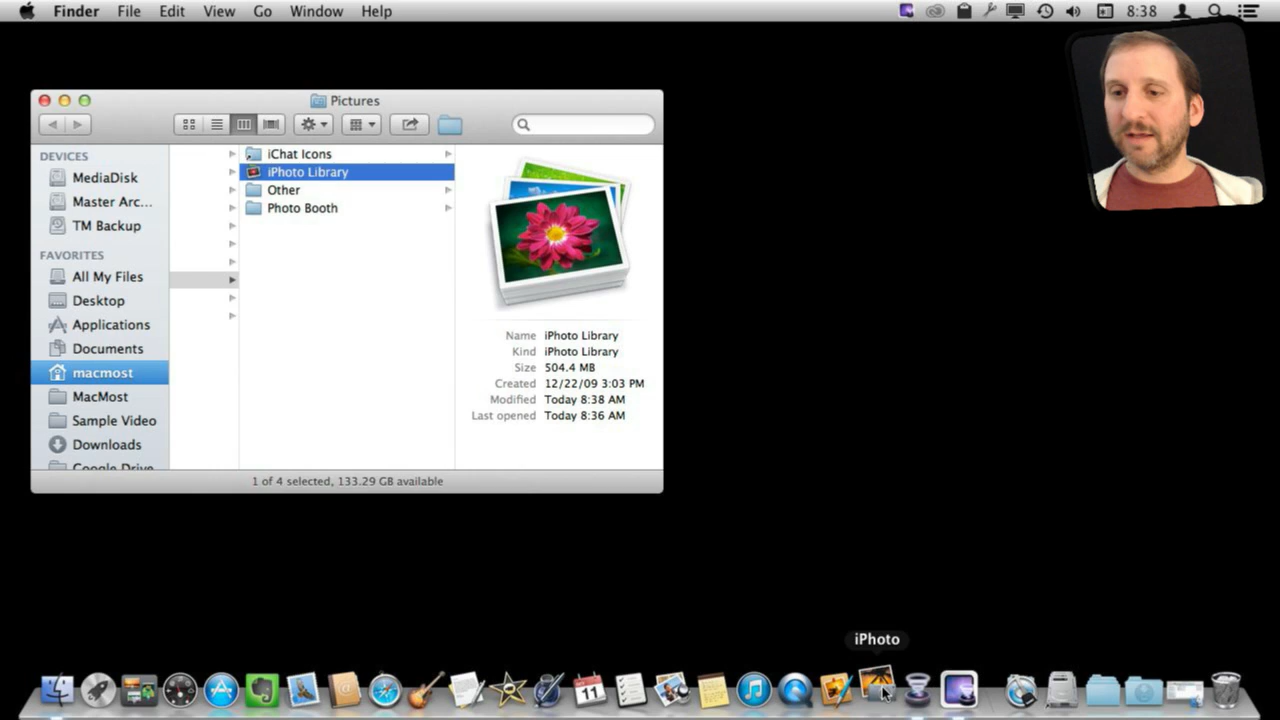 Finder File Edit View Go Window Help 8:38
Pictures
DEVICES
MediaDisk
Master Arc...
TM Backup
FAVORITES
All My Files
Desktop
Applications
Documents
macmost
MacMost
Sample Video
Downloads
Google Drive
iChat Icons
iPhoto Library
Other
Photo Booth
Name iPhoto Library
Kind iPhoto Library
Size 504.4 MB
Created 12/22/09 3:03 PM
Modified Today 8:38 AM
Last opened Today 8:36 AM
1 of 4 selected, 133.29 GB available
iPhoto
11